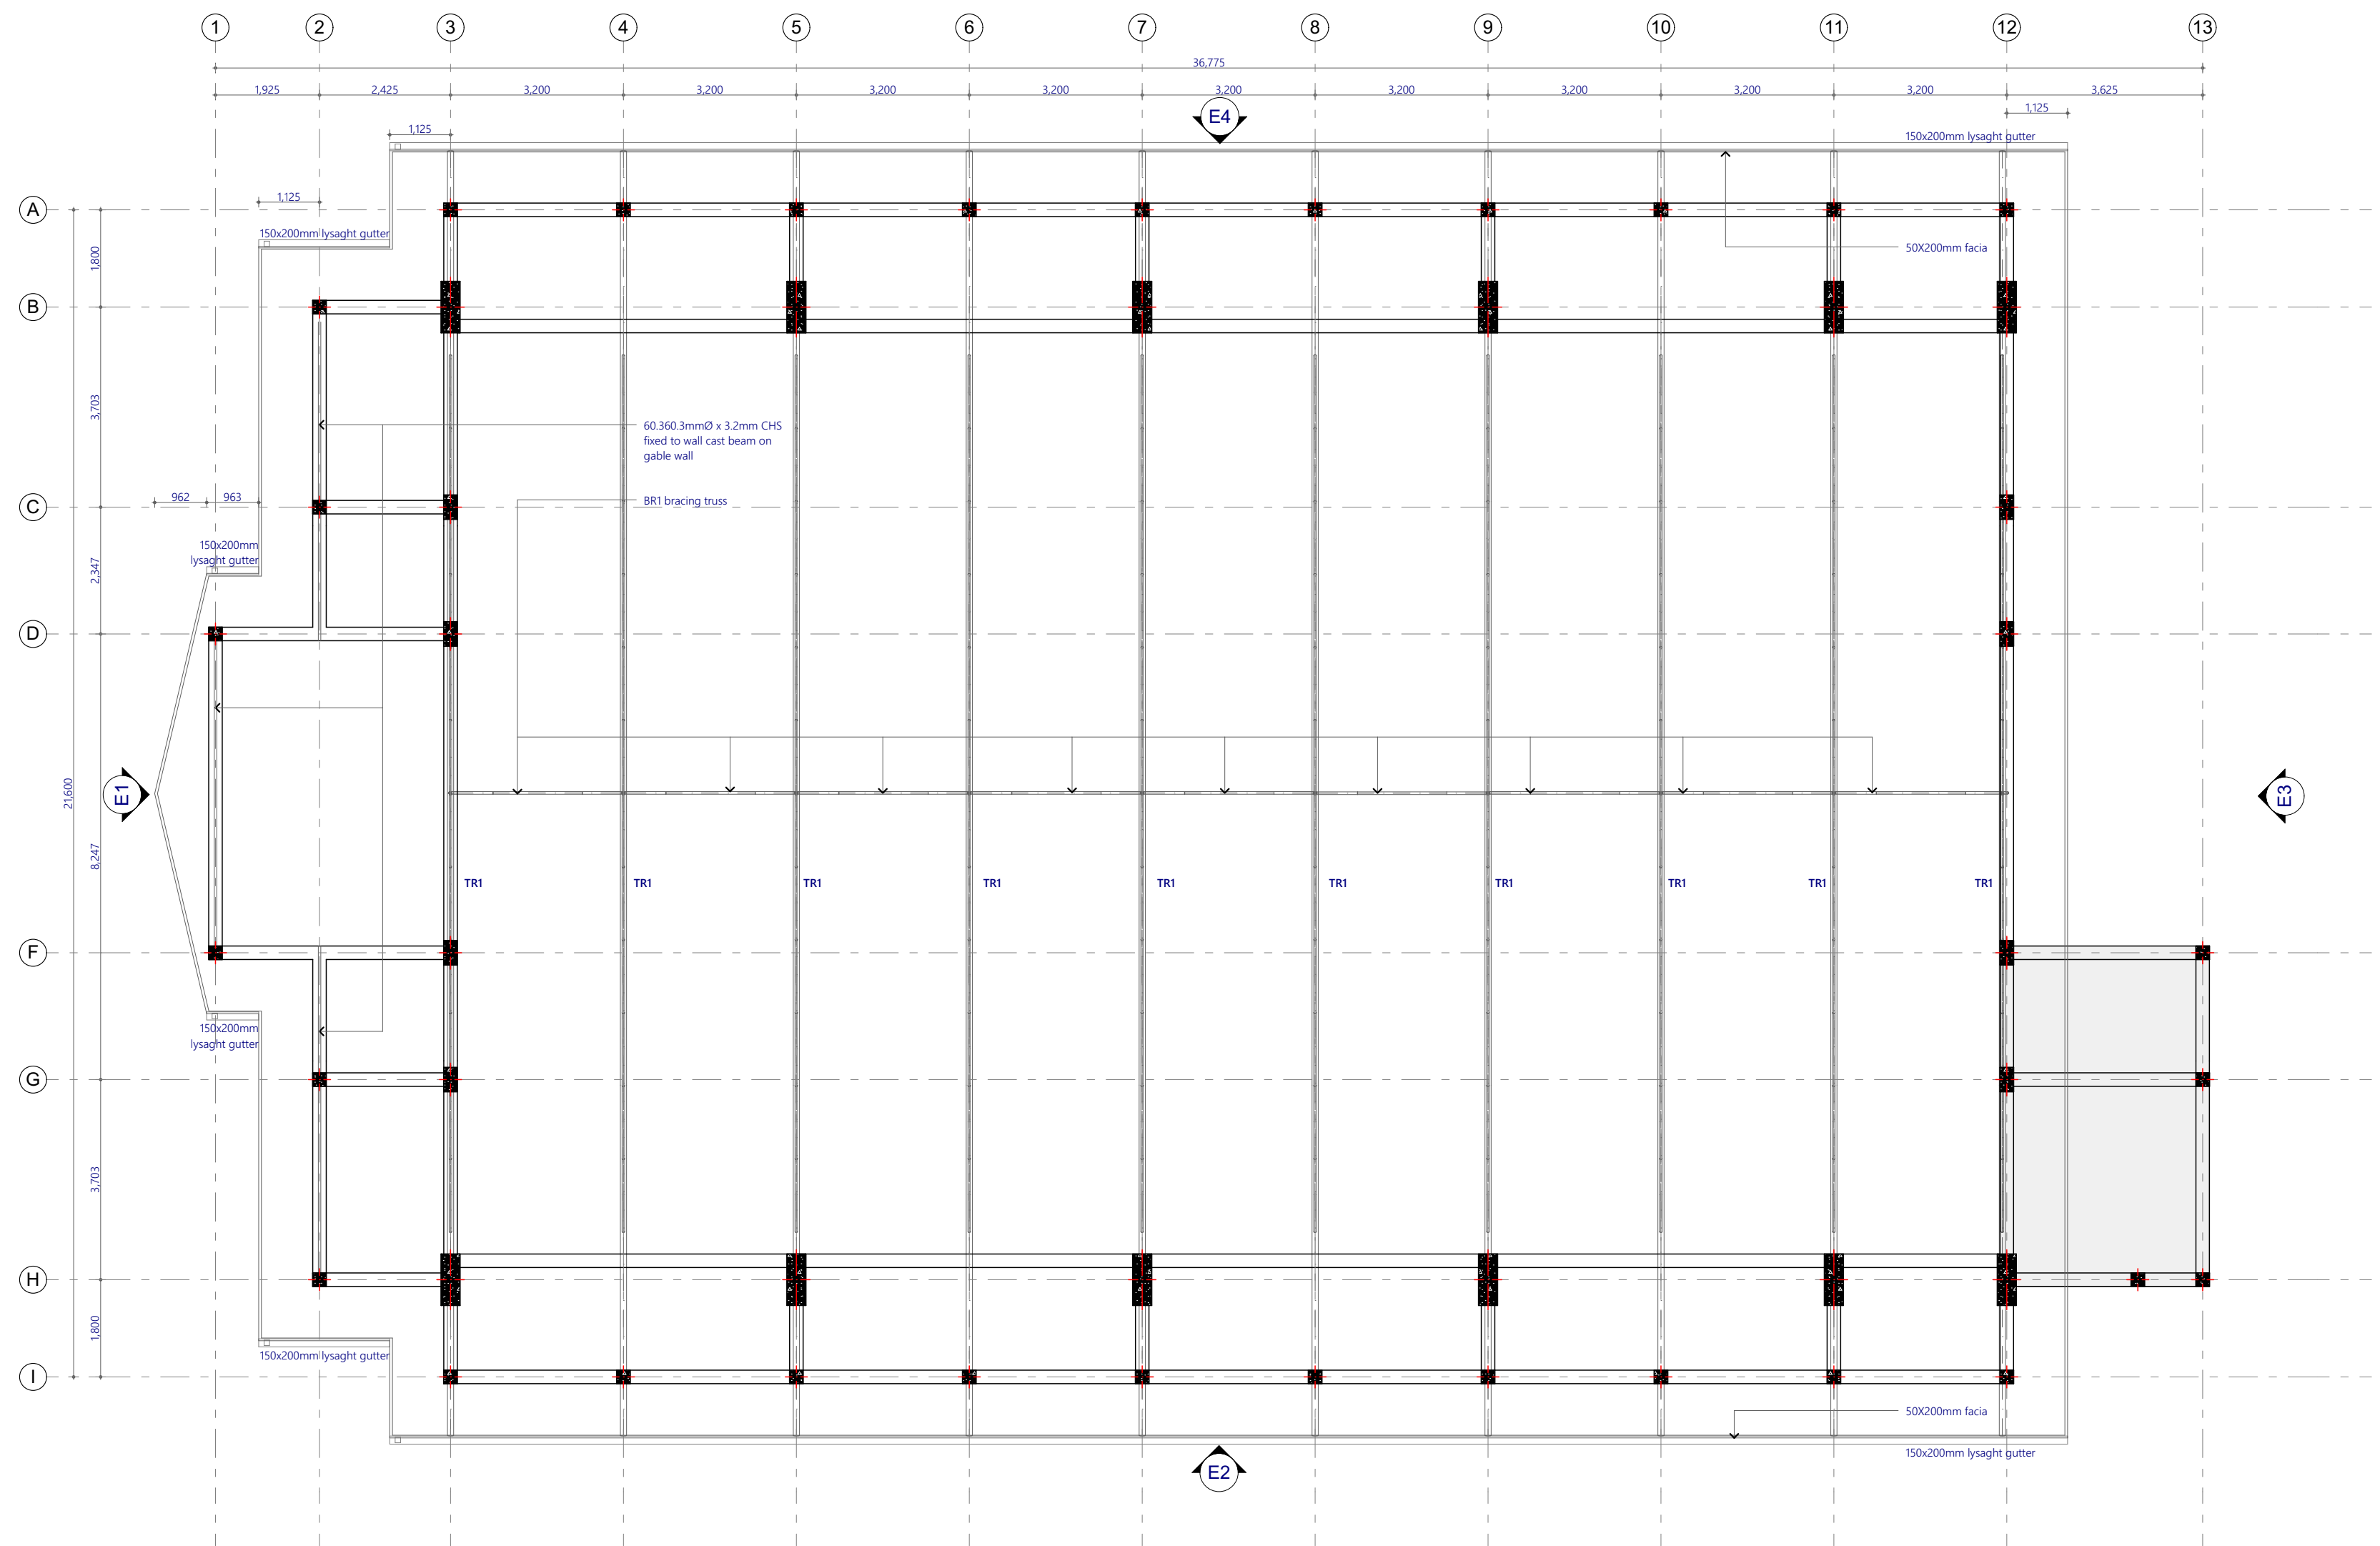 1 2 3 4 5 6 7 8 9 10 11 12 13
36,775
1,925 2,425 3,200 3,200 3,200 3,200 3,200 3,200 3,200 3,200 3,200 3,625
1,125
1,125
E4
150x200mm lysaght gutter
1,125
A
150x200mm lysaght gutter
50X200mm facia
1,800
B
3,703
60.360.3mmØ x 3.2mm CHS
fixed to wall cast beam on
gable wall
962 963
BR1 bracing truss
C
150x200mm
lysaght gutter
2,347
D
21,600
E1
E3
8,247
TR1 TR1 TR1 TR1 TR1 TR1 TR1 TR1 TR1 TR1
F
150x200mm
lysaght gutter
G
3,703
H
1,800
150x200mm lysaght gutter
I
50X200mm facia
150x200mm lysaght gutter
E2